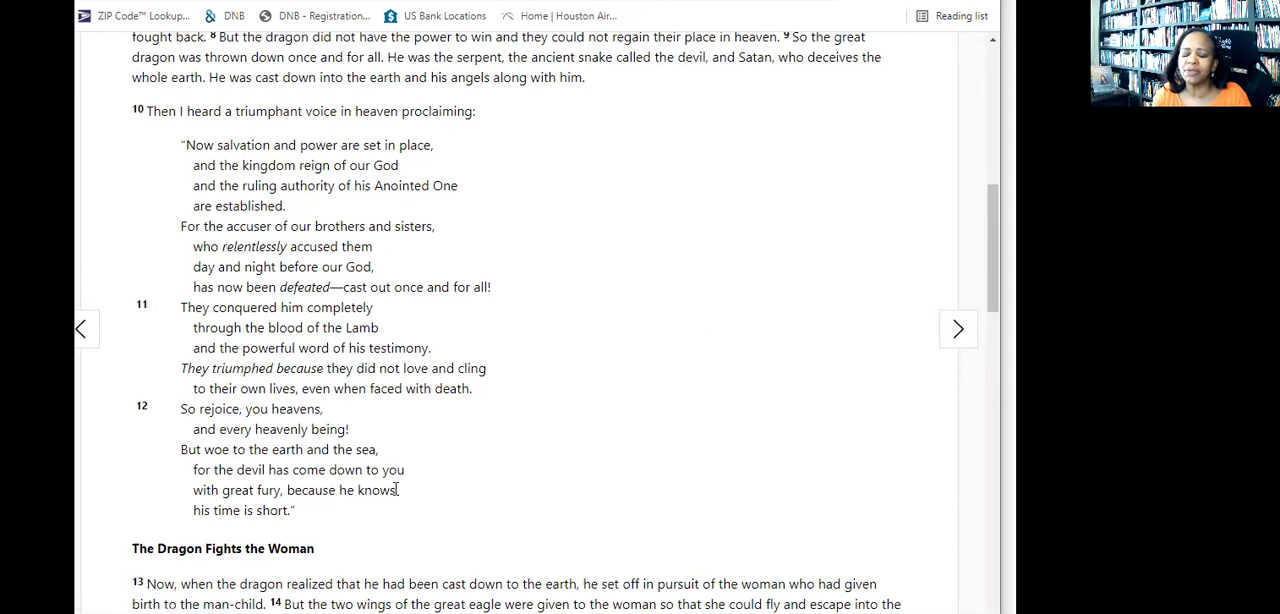 ZIP Code™ Lookup... DNB DNB - Registration... US Bank Locations Home | Houston Air... Reading list
fought back. 8 But the dragon did not have the power to win and they could not regain their place in heaven. 9 So the great
dragon was thrown down once and for all. He was the serpent, the ancient snake called the devil, and Satan, who deceives the
whole earth. He was cast down into the earth and his angels along with him.
10 Then I heard a triumphant voice in heaven proclaiming:
“Now salvation and power are set in place,
and the kingdom reign of our God
and the ruling authority of his Anointed One
are established.
For the accuser of our brothers and sisters,
who relentlessly accused them
day and night before our God,
has now been defeated—cast out once and for all!
11 They conquered him completely
through the blood of the Lamb
and the powerful word of his testimony.
They triumphed because they did not love and cling
to their own lives, even when faced with death.
12 So rejoice, you heavens,
and every heavenly being!
But woe to the earth and the sea,
for the devil has come down to you
with great fury, because he knows
his time is short.”
The Dragon Fights the Woman
13 Now, when the dragon realized that he had been cast down to the earth, he set off in pursuit of the woman who had given
birth to the man-child. 14 But the two wings of the great eagle were given to the woman so that she could fly and escape into the